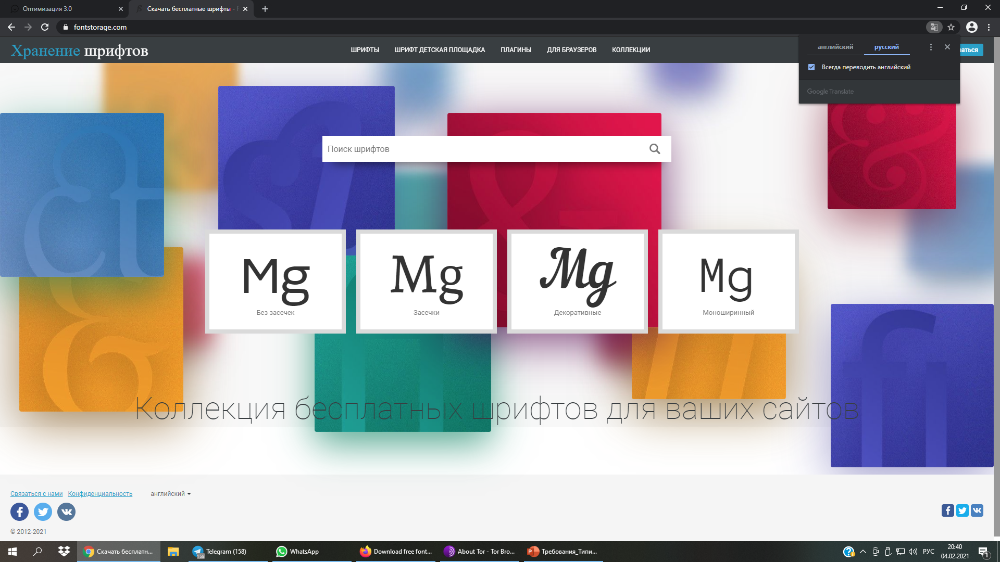 Оптимизация 3.0
Скачать бесплатные шрифты -
fontstorage.com
Хранение шрифтов
ШРИФТЫ
ШРИФТ ДЕТСКАЯ ПЛОЩАДКА
ПЛАГИНЫ
ДЛЯ БРАУЗЕРОВ
КОЛЛЕКЦИИ
английский
русский
Всегда переводить английский
Google Translate
Поиск шрифтов
Mg
Без засечек
Mg
Засечки
Mg
Декоративные
Mg
Моноширинный
Коллекция бесплатных шрифтов для ваших сайтов
Связаться с нами
Конфиденциальность
английский
© 2012-2021
Скачать бесплатн...
Telegram (158)
158
WhatsApp
Download free font...
About Tor - Tor Bro...
Требования_Типи...
РУС
20:40
04.02.2021
1